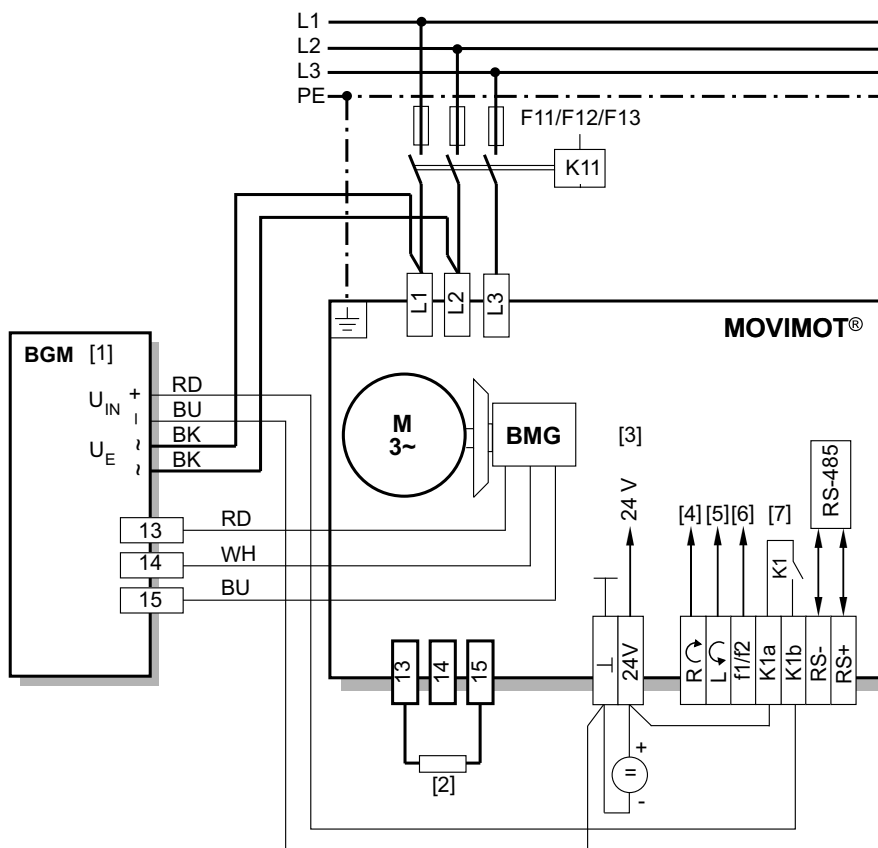 L1
L2
L3
PE
F11/F12/F13
K11
L1
L2
L3
MOVIMOT®
BGM [1]
U_IN + –
U_E ~ ~
RD
BU
BK
BK
M
3~
BMG
[3]
24 V
[4] [5] [6] [7]
RS-485
K1
13 RD
14 WH
15 BU
⊥
24V
R
L
f1/f2
K1a
K1b
RS-
RS+
13
14
15
[2]
+
=
-